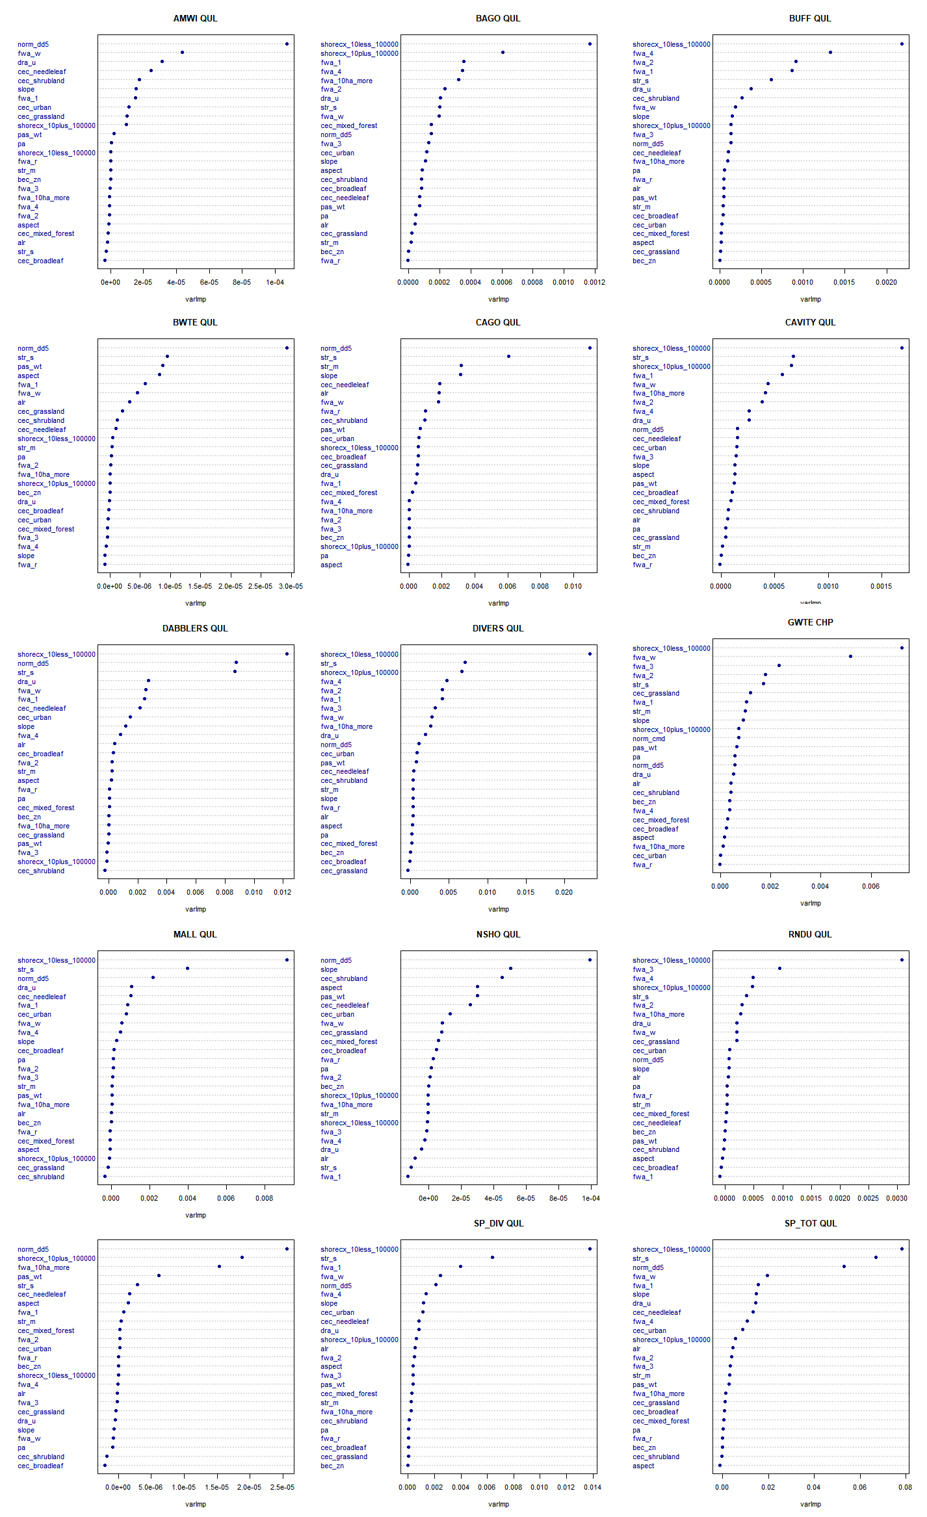 AMWI QUL
norm_dd5
fwa_w
dra_u
cec_needleleaf
cec_shrubland
slope
fwa_1
cec_urban
cec_grassland
shorecx_10plus_100000
pas_wt
pa
shorecx_10less_100000
fwa_r
str_m
bec_zn
fwa_3
fwa_10ha_more
fwa_4
fwa_2
aspect
cec_mixed_forest
alr
str_s
cec_broadleaf
0e+00 2e-05 4e-05 6e-05 8e-05 1e-04
varImp
BAGO QUL
shorecx_10less_100000
shorecx_10plus_100000
fwa_1
fwa_4
fwa_10ha_more
fwa_2
dra_u
str_s
fwa_w
cec_mixed_forest
norm_dd5
fwa_3
cec_urban
slope
aspect
cec_shrubland
cec_broadleaf
cec_needleleaf
pas_wt
pa
alr
cec_grassland
str_m
bec_zn
fwa_r
0.0000 0.0002 0.0004 0.0006 0.0008 0.0010 0.0012
varImp
BUFF QUL
shorecx_10less_100000
fwa_4
fwa_2
fwa_1
str_s
dra_u
cec_shrubland
fwa_w
slope
shorecx_10plus_100000
fwa_3
norm_dd5
cec_needleleaf
fwa_10ha_more
pa
fwa_r
alr
pas_wt
str_m
cec_broadleaf
cec_urban
cec_mixed_forest
aspect
cec_grassland
bec_zn
0.0000 0.0005 0.0010 0.0015 0.0020
varImp
BWTE QUL
norm_dd5
str_s
pas_wt
aspect
fwa_1
fwa_w
alr
cec_grassland
cec_shrubland
cec_needleleaf
shorecx_10less_100000
str_m
pa
fwa_2
fwa_10ha_more
shorecx_10plus_100000
bec_zn
dra_u
cec_broadleaf
cec_urban
cec_mixed_forest
fwa_3
fwa_4
slope
fwa_r
0.0e+00 5.0e-06 1.0e-05 1.5e-05 2.0e-05 2.5e-05 3.0e-05
varImp
CAGO QUL
norm_dd5
str_s
str_m
slope
cec_needleleaf
alr
fwa_w
fwa_r
cec_shrubland
pas_wt
cec_urban
shorecx_10less_100000
cec_broadleaf
cec_grassland
dra_u
fwa_1
cec_mixed_forest
fwa_4
fwa_10ha_more
fwa_2
fwa_3
bec_zn
shorecx_10plus_100000
pa
aspect
0.000 0.002 0.004 0.006 0.008 0.010
varImp
CAVITY QUL
shorecx_10less_100000
str_s
shorecx_10plus_100000
fwa_1
fwa_w
fwa_10ha_more
fwa_2
fwa_4
dra_u
norm_dd5
cec_needleleaf
cec_urban
fwa_3
slope
aspect
pas_wt
cec_broadleaf
cec_mixed_forest
cec_shrubland
alr
pa
cec_grassland
str_m
bec_zn
fwa_r
0.0000 0.0005 0.0010 0.0015
varImp
DABBLERS QUL
shorecx_10less_100000
norm_dd5
str_s
dra_u
fwa_w
fwa_1
cec_needleleaf
cec_urban
slope
fwa_4
alr
cec_broadleaf
fwa_2
str_m
aspect
fwa_r
pa
cec_mixed_forest
bec_zn
fwa_10ha_more
cec_grassland
pas_wt
fwa_3
shorecx_10plus_100000
cec_shrubland
0.000 0.002 0.004 0.006 0.008 0.010 0.012
varImp
DIVERS QUL
shorecx_10less_100000
str_s
shorecx_10plus_100000
fwa_4
fwa_2
fwa_1
fwa_3
fwa_w
fwa_10ha_more
dra_u
norm_dd5
cec_urban
pas_wt
cec_needleleaf
cec_shrubland
str_m
slope
fwa_r
alr
aspect
pa
cec_mixed_forest
bec_zn
cec_broadleaf
cec_grassland
0.000 0.005 0.010 0.015 0.020
varImp
GWTE CHP
shorecx_10less_100000
fwa_w
fwa_3
fwa_2
str_s
cec_grassland
fwa_1
str_m
slope
shorecx_10plus_100000
norm_cmd
pas_wt
pa
norm_dd5
dra_u
alr
cec_shrubland
bec_zn
fwa_4
cec_mixed_forest
cec_broadleaf
aspect
fwa_10ha_more
cec_urban
fwa_r
0.000 0.002 0.004 0.006
varImp
MALL QUL
shorecx_10less_100000
str_s
norm_dd5
dra_u
cec_needleleaf
fwa_1
cec_urban
fwa_w
fwa_4
slope
cec_broadleaf
pa
fwa_2
fwa_3
str_m
pas_wt
fwa_10ha_more
alr
bec_zn
fwa_r
cec_mixed_forest
aspect
shorecx_10plus_100000
cec_grassland
cec_shrubland
0.000 0.002 0.004 0.006 0.008
varImp
NSHO QUL
norm_dd5
slope
cec_shrubland
aspect
pas_wt
cec_needleleaf
cec_urban
fwa_w
cec_grassland
cec_mixed_forest
cec_broadleaf
fwa_r
pa
fwa_2
bec_zn
shorecx_10plus_100000
fwa_10ha_more
str_m
shorecx_10less_100000
fwa_3
fwa_4
dra_u
alr
str_s
fwa_1
0e+00 2e-05 4e-05 6e-05 8e-05 1e-04
varImp
RNDU QUL
shorecx_10less_100000
fwa_3
fwa_4
shorecx_10plus_100000
str_s
fwa_2
fwa_10ha_more
dra_u
fwa_w
cec_grassland
cec_urban
norm_dd5
slope
alr
pa
fwa_r
str_m
cec_mixed_forest
cec_needleleaf
bec_zn
pas_wt
cec_shrubland
aspect
cec_broadleaf
fwa_1
0.0000 0.0005 0.0010 0.0015 0.0020 0.0025 0.0030
varImp
norm_dd5
shorecx_10plus_100000
fwa_10ha_more
pas_wt
str_s
cec_needleleaf
aspect
fwa_1
str_m
cec_mixed_forest
fwa_2
cec_urban
fwa_r
bec_zn
shorecx_10less_100000
fwa_4
alr
fwa_3
cec_grassland
dra_u
slope
fwa_w
pa
cec_shrubland
cec_broadleaf
0.0e+00 5.0e-06 1.0e-05 1.5e-05 2.0e-05 2.5e-05
varImp
SP_DIV QUL
shorecx_10less_100000
str_s
fwa_1
fwa_w
norm_dd5
fwa_4
slope
cec_urban
cec_needleleaf
dra_u
shorecx_10plus_100000
alr
fwa_2
aspect
fwa_3
pas_wt
cec_mixed_forest
str_m
fwa_10ha_more
cec_shrubland
pa
fwa_r
cec_broadleaf
cec_grassland
bec_zn
0.000 0.002 0.004 0.006 0.008 0.010 0.012 0.014
varImp
SP_TOT QUL
shorecx_10less_100000
str_s
norm_dd5
fwa_w
fwa_1
slope
dra_u
cec_needleleaf
fwa_4
cec_urban
shorecx_10plus_100000
alr
fwa_2
fwa_3
str_m
pas_wt
fwa_10ha_more
cec_grassland
cec_broadleaf
cec_mixed_forest
pa
fwa_r
bec_zn
cec_shrubland
aspect
0.00 0.02 0.04 0.06 0.08
varImp